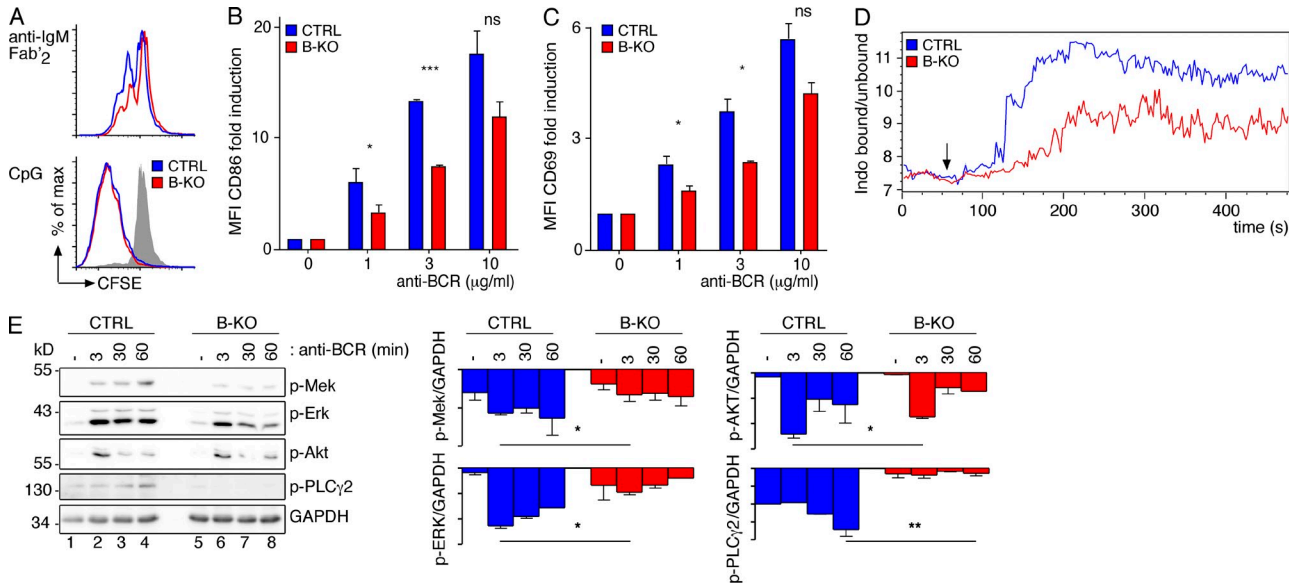 A
anti-IgM
Fab'2
CpG
CTRL
B-KO
% of max
CFSE
B
CTRL
B-KO
MFI CD86 fold induction
20
10
0
*
***
ns
0 1 3 10
anti-BCR (µg/ml)
C
CTRL
B-KO
MFI CD69 fold induction
6
3
0
*
*
ns
0 1 3 10
anti-BCR (µg/ml)
D
CTRL
B-KO
Indo bound/unbound
11
10
9
8
7
0 100 200 300 400
time (s)
E
CTRL B-KO
kD - 3 30 60 - 3 30 60 : anti-BCR (min)
55
p-Mek
43
p-Erk
p-Akt
55
p-PLCγ2
130
GAPDH
34
1 2 3 4 5 6 7 8
CTRL B-KO
- 3 30 60 - 3 30 60
p-Mek/GAPDH
*
p-ERK/GAPDH
*
CTRL B-KO
- 3 30 60 - 3 30 60
p-AKT/GAPDH
*
p-PLCγ2/GAPDH
**